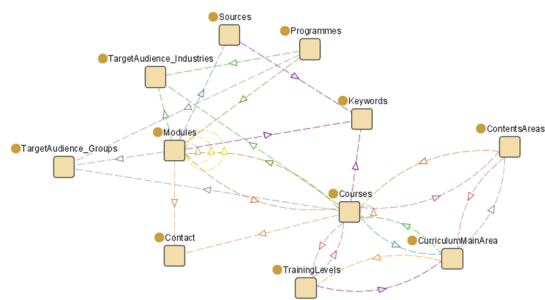 Sources
Programmes
TargetAudience_Industries
Keywords
ContentsAreas
Modules
TargetAudience_Groups
Courses
Contact
CurriculumMainArea
TrainingLevels